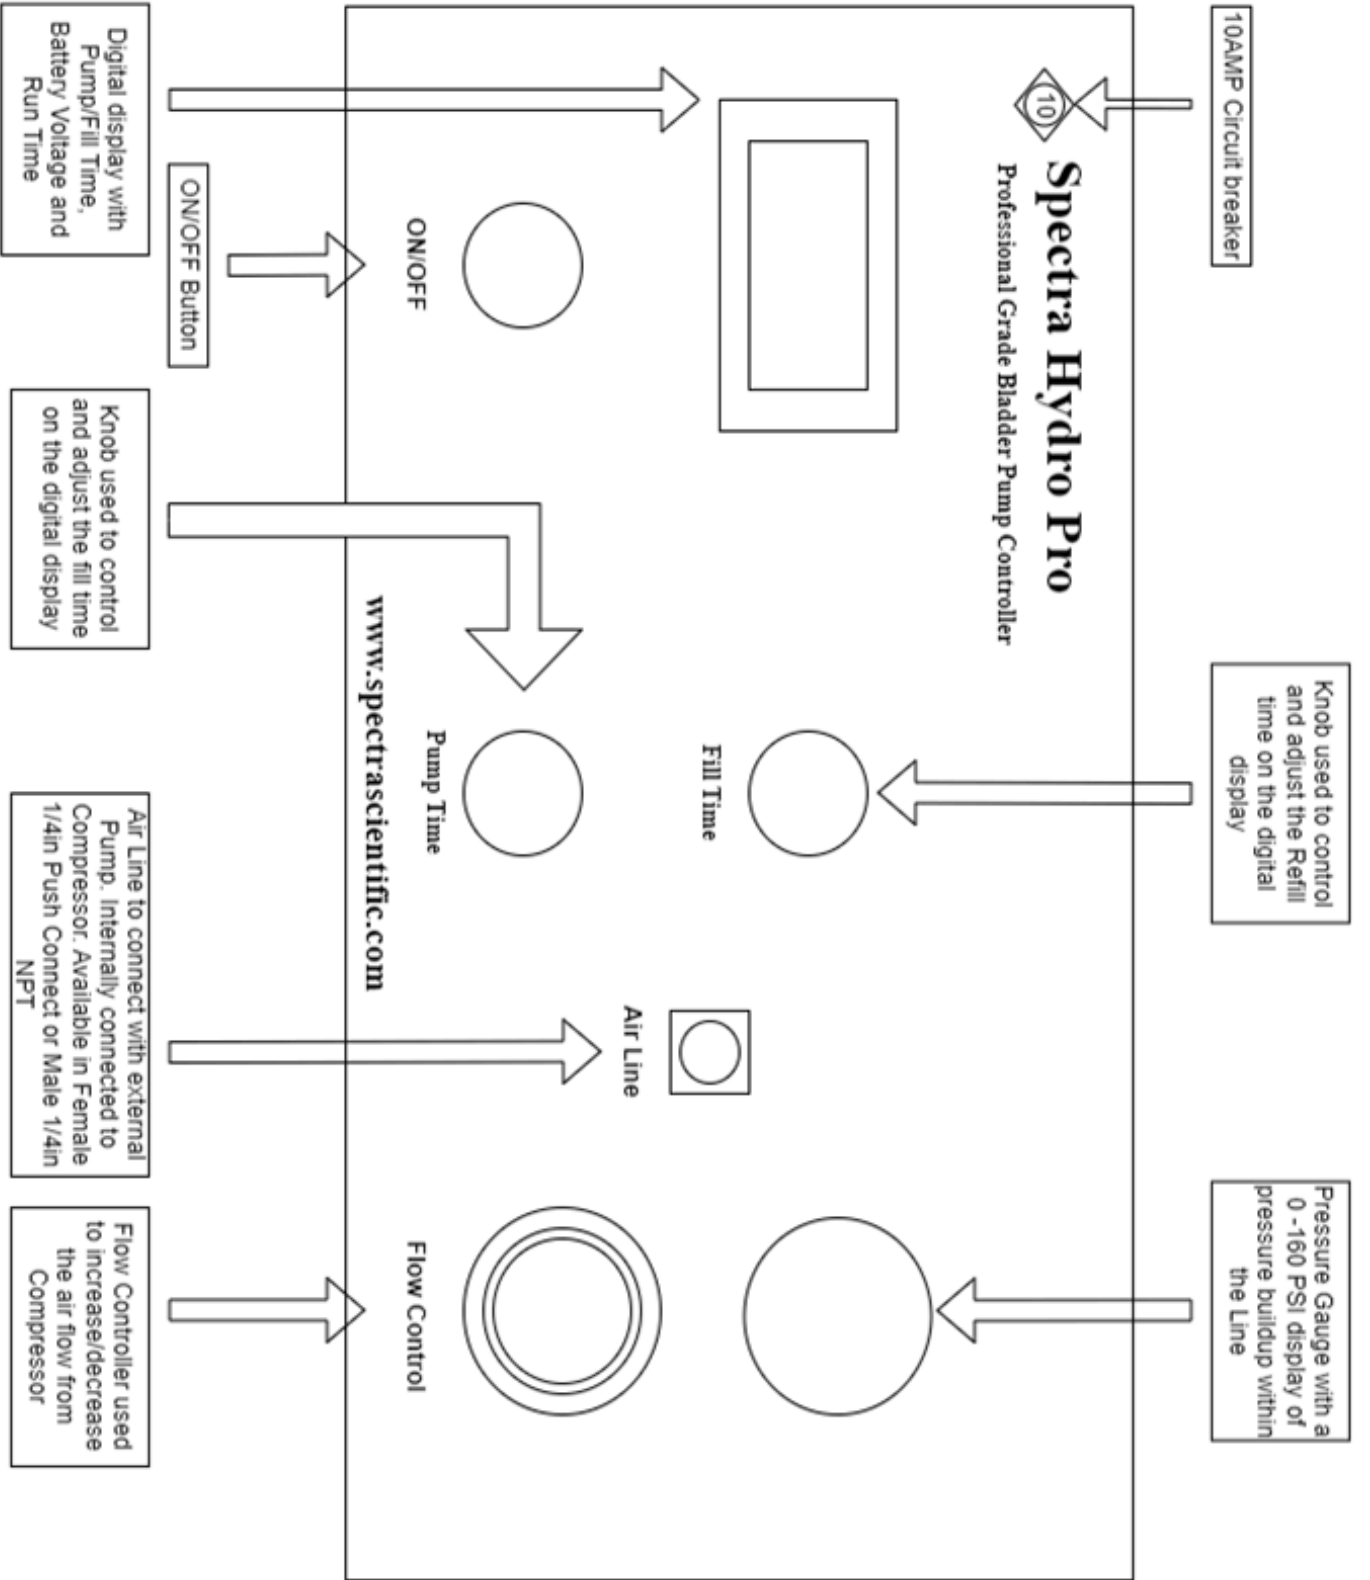 10AMP Circuit breaker
Knob used to control
and adjust the Refill
time on the digital
display
Pressure Gauge with a
0 -160 PSI display of
pressure buildup within
the Line
10
Spectra Hydro Pro
Professional Grade Bladder Pump Controller
Fill Time
Air Line
ON/OFF
Pump Time
Flow Control
www.spectrascientific.com
ON/OFF Button
Digital display with
Pump/Fill Time,
Battery Voltage and
Run Time
Knob used to control
and adjust the fill time
on the digital display
Air Line to connect with external
Pump. Internally connected to
Compressor. Available in Female
1/4in Push Connect or Male 1/4in
NPT
Flow Controller used
to increase/decrease
the air flow from
Compressor